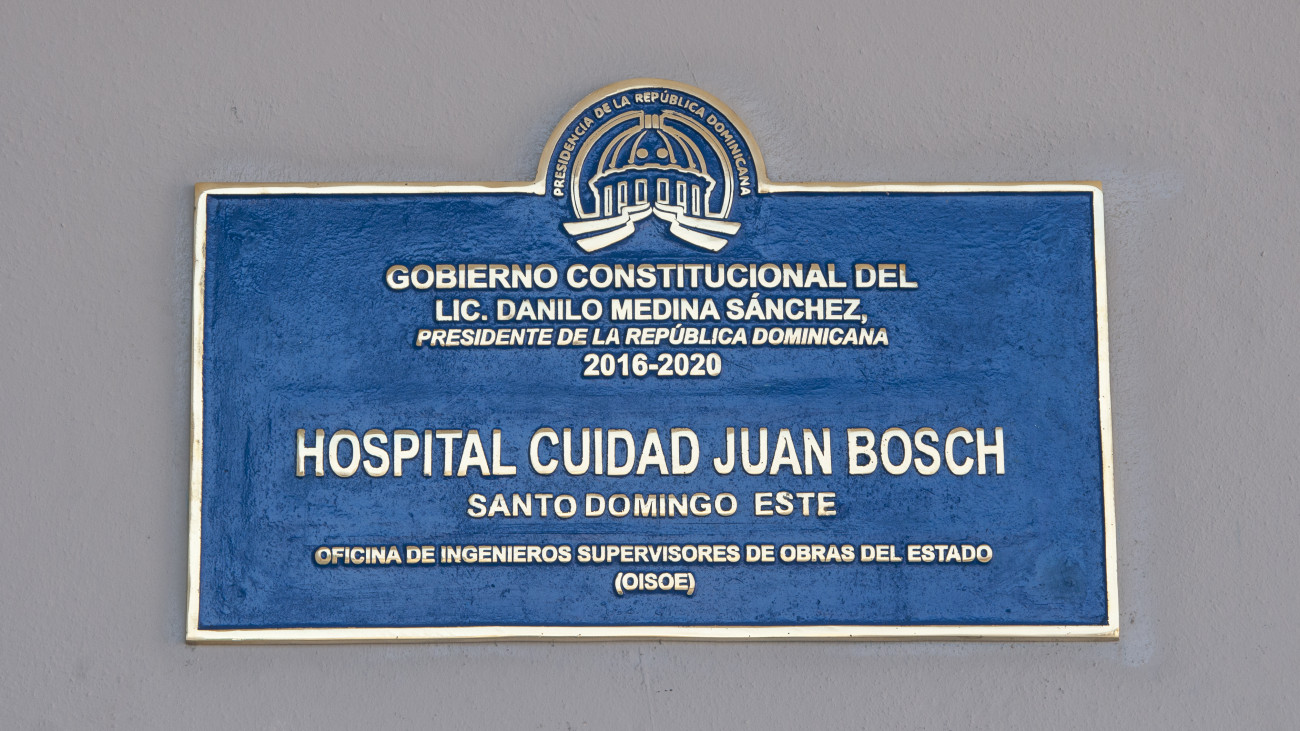 PRESIDENCIA DE LA REPÚBLICA DOMINICANA
GOBIERNO CONSTITUCIONAL DEL
LIC. DANILO MEDINA SÁNCHEZ,
PRESIDENTE DE LA REPÚBLICA DOMINICANA
2016-2020
HOSPITAL CUIDAD JUAN BOSCH
SANTO DOMINGO ESTE
OFICINA DE INGENIEROS SUPERVISORES DE OBRAS DEL ESTADO
(OISOE)